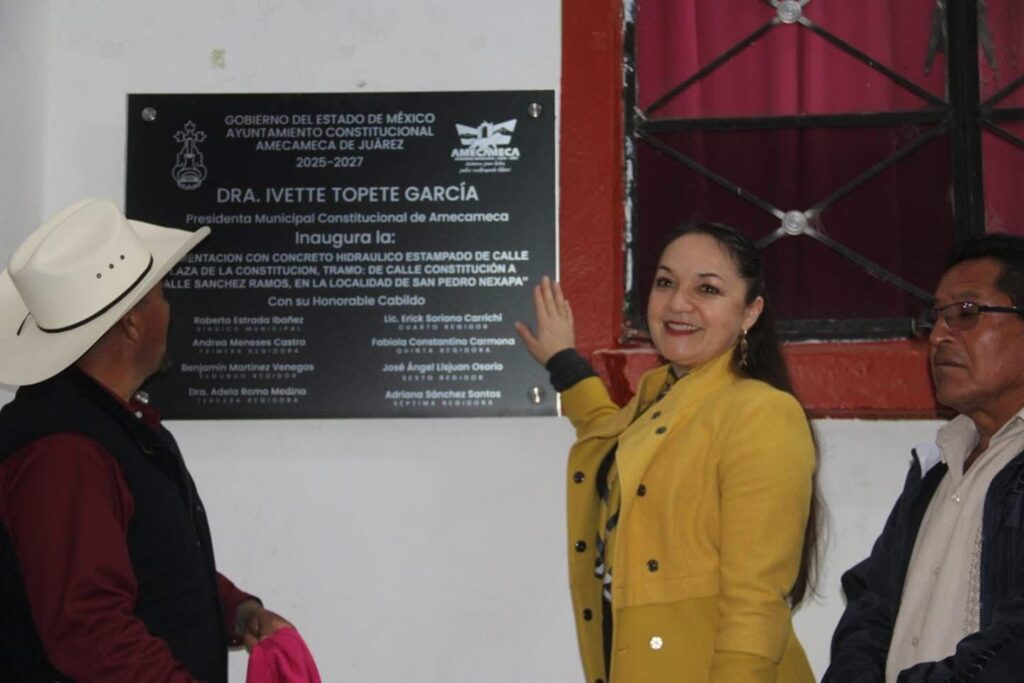 GOBIERNO DEL ESTADO DE MÉXICO
AYUNTAMIENTO CONSTITUCIONAL
AMECAMECA DE JUÁREZ
2025-2027
AMECAMECA
DRA. IVETTE TOPETE GARCÍA
Presidenta Municipal Constitucional de Amecameca
Inaugura la:
MENTACION CON CONCRETO HIDRAULICO ESTAMPADO DE CALLE
LAZA DE LA CONSTITUCION, TRAMO: DE CALLE CONSTITUCIÓN A
LLE SANCHEZ RAMOS, EN LA LOCALIDAD DE SAN PEDRO NEXAPA"
Con su Honorable Cabildo
Roberto Estrada Ibañez
SÍNDICO MUNICIPAL
Andrea Meneses Castro
PRIMERA REGIDORA
Benjamín Martínez Venegas
SEGUNDO REGIDOR
Dra. Adela Romo Medina
TERCERA REGIDORA
Lic. Erick Soriano Carrichi
CUARTO REGIDOR
Fabiola Constantino Carmona
QUINTA REGIDORA
José Ángel Lisjuan Osorio
SEXTO REGIDOR
Adriana Sánchez Santos
SÉPTIMA REGIDORA